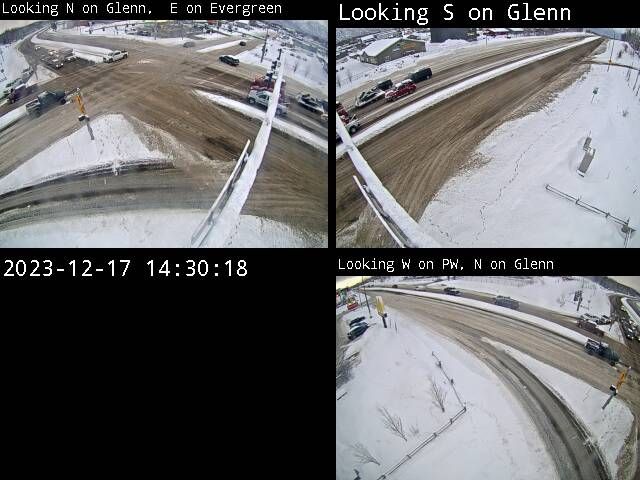 Looking N on Glenn,  E on Evergreen
Looking S on Glenn
2023-12-17 14:30:18
Looking W on PW, N on Glenn